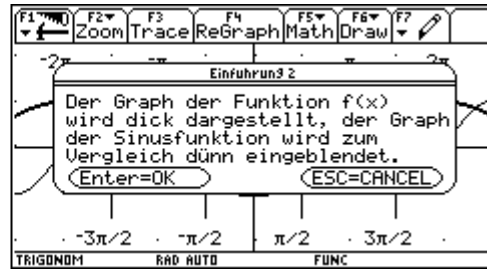 F1 F2 F3 F4 F5 F6 F7
Zoom Trace ReGraph Math Draw
-2π -π π 2π
Einführung 2
Der Graph der Funktion f(x)
wird dick dargestellt, der Graph
der Sinusfunktion wird zum
Vergleich dünn eingeblendet.
Enter=OK ESC=CANCEL
-3π/2 -π/2 π/2 3π/2
TRIGONOM RAD AUTO FUNC